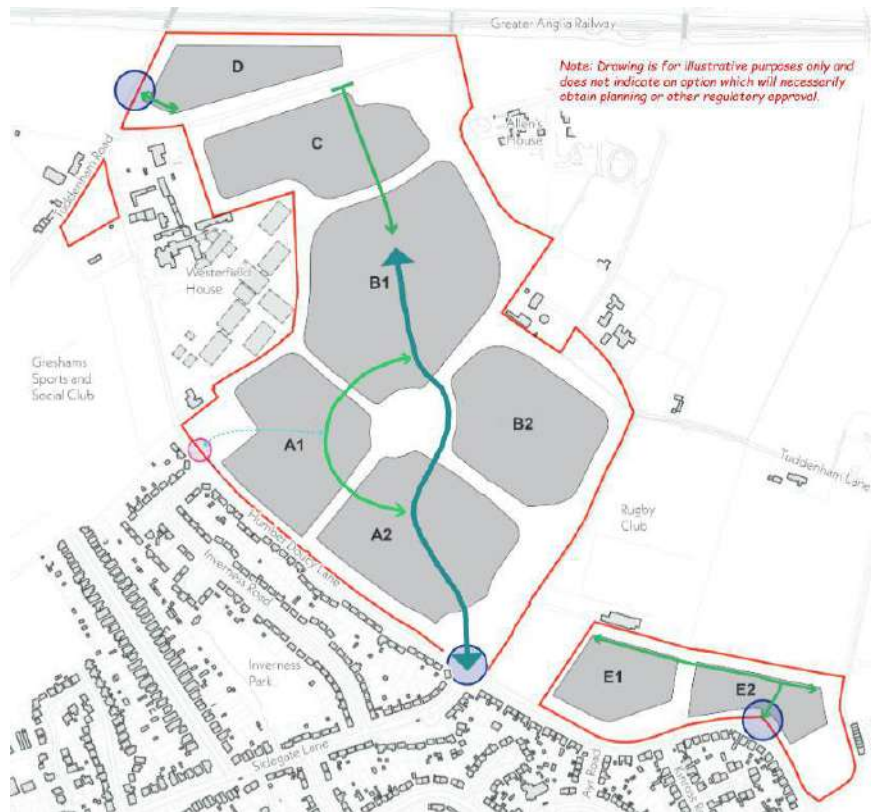 Greater Anglia Railway
Note: Drawing is for illustrative purposes only and
does not indicate an option which will necessarily
obtain planning or other regulatory approval.
D
C
Allen's
House
Tuddenham Road
Westerfield
House
B1
Greshams
Sports and
Social Club
A1
B2
Tuddenham Lane
A2
Rugby
Club
Humber Doucy Lane
Inverness Road
Inverness
Park
E1
E2
Sidegate Lane
Ayr Road